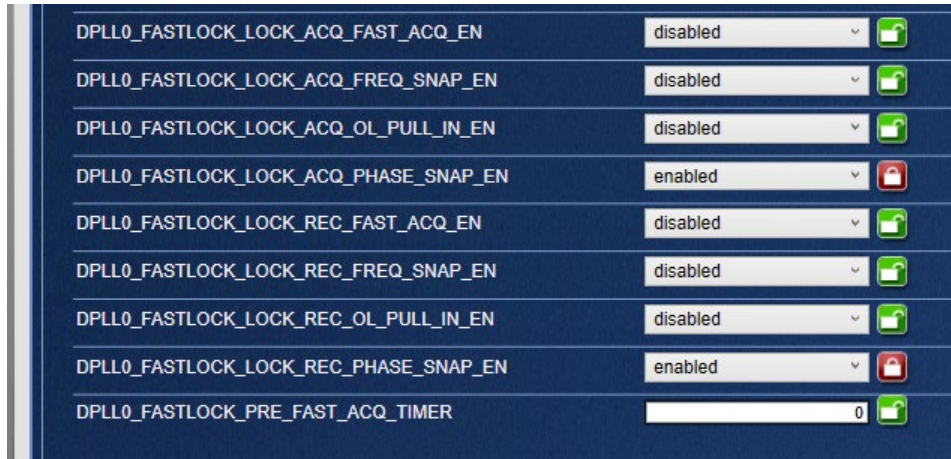 DPLL0_FASTLOCK_LOCK_ACQ_FAST_ACQ_EN disabled
DPLL0_FASTLOCK_LOCK_ACQ_FREQ_SNAP_EN disabled
DPLL0_FASTLOCK_LOCK_ACQ_OL_PULL_IN_EN disabled
DPLL0_FASTLOCK_LOCK_ACQ_PHASE_SNAP_EN enabled
DPLL0_FASTLOCK_LOCK_REC_FAST_ACQ_EN disabled
DPLL0_FASTLOCK_LOCK_REC_FREQ_SNAP_EN disabled
DPLL0_FASTLOCK_LOCK_REC_OL_PULL_IN_EN disabled
DPLL0_FASTLOCK_LOCK_REC_PHASE_SNAP_EN enabled
DPLL0_FASTLOCK_PRE_FAST_ACQ_TIMER 0